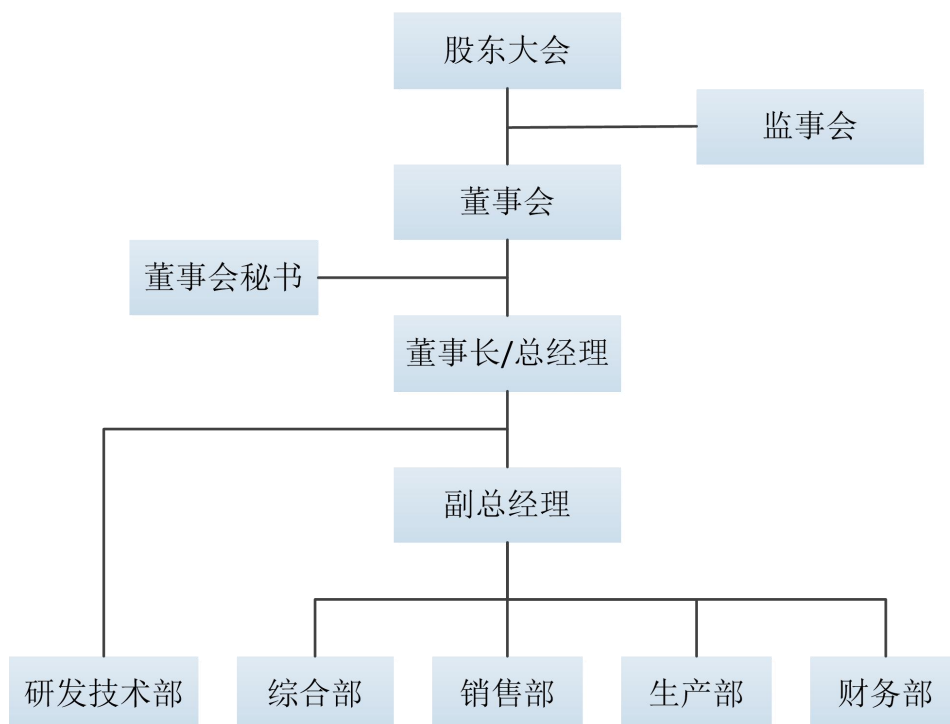 股东大会
监事会
董事会
董事会秘书
董事长/总经理
副总经理
研发技术部
综合部
销售部
生产部
财务部